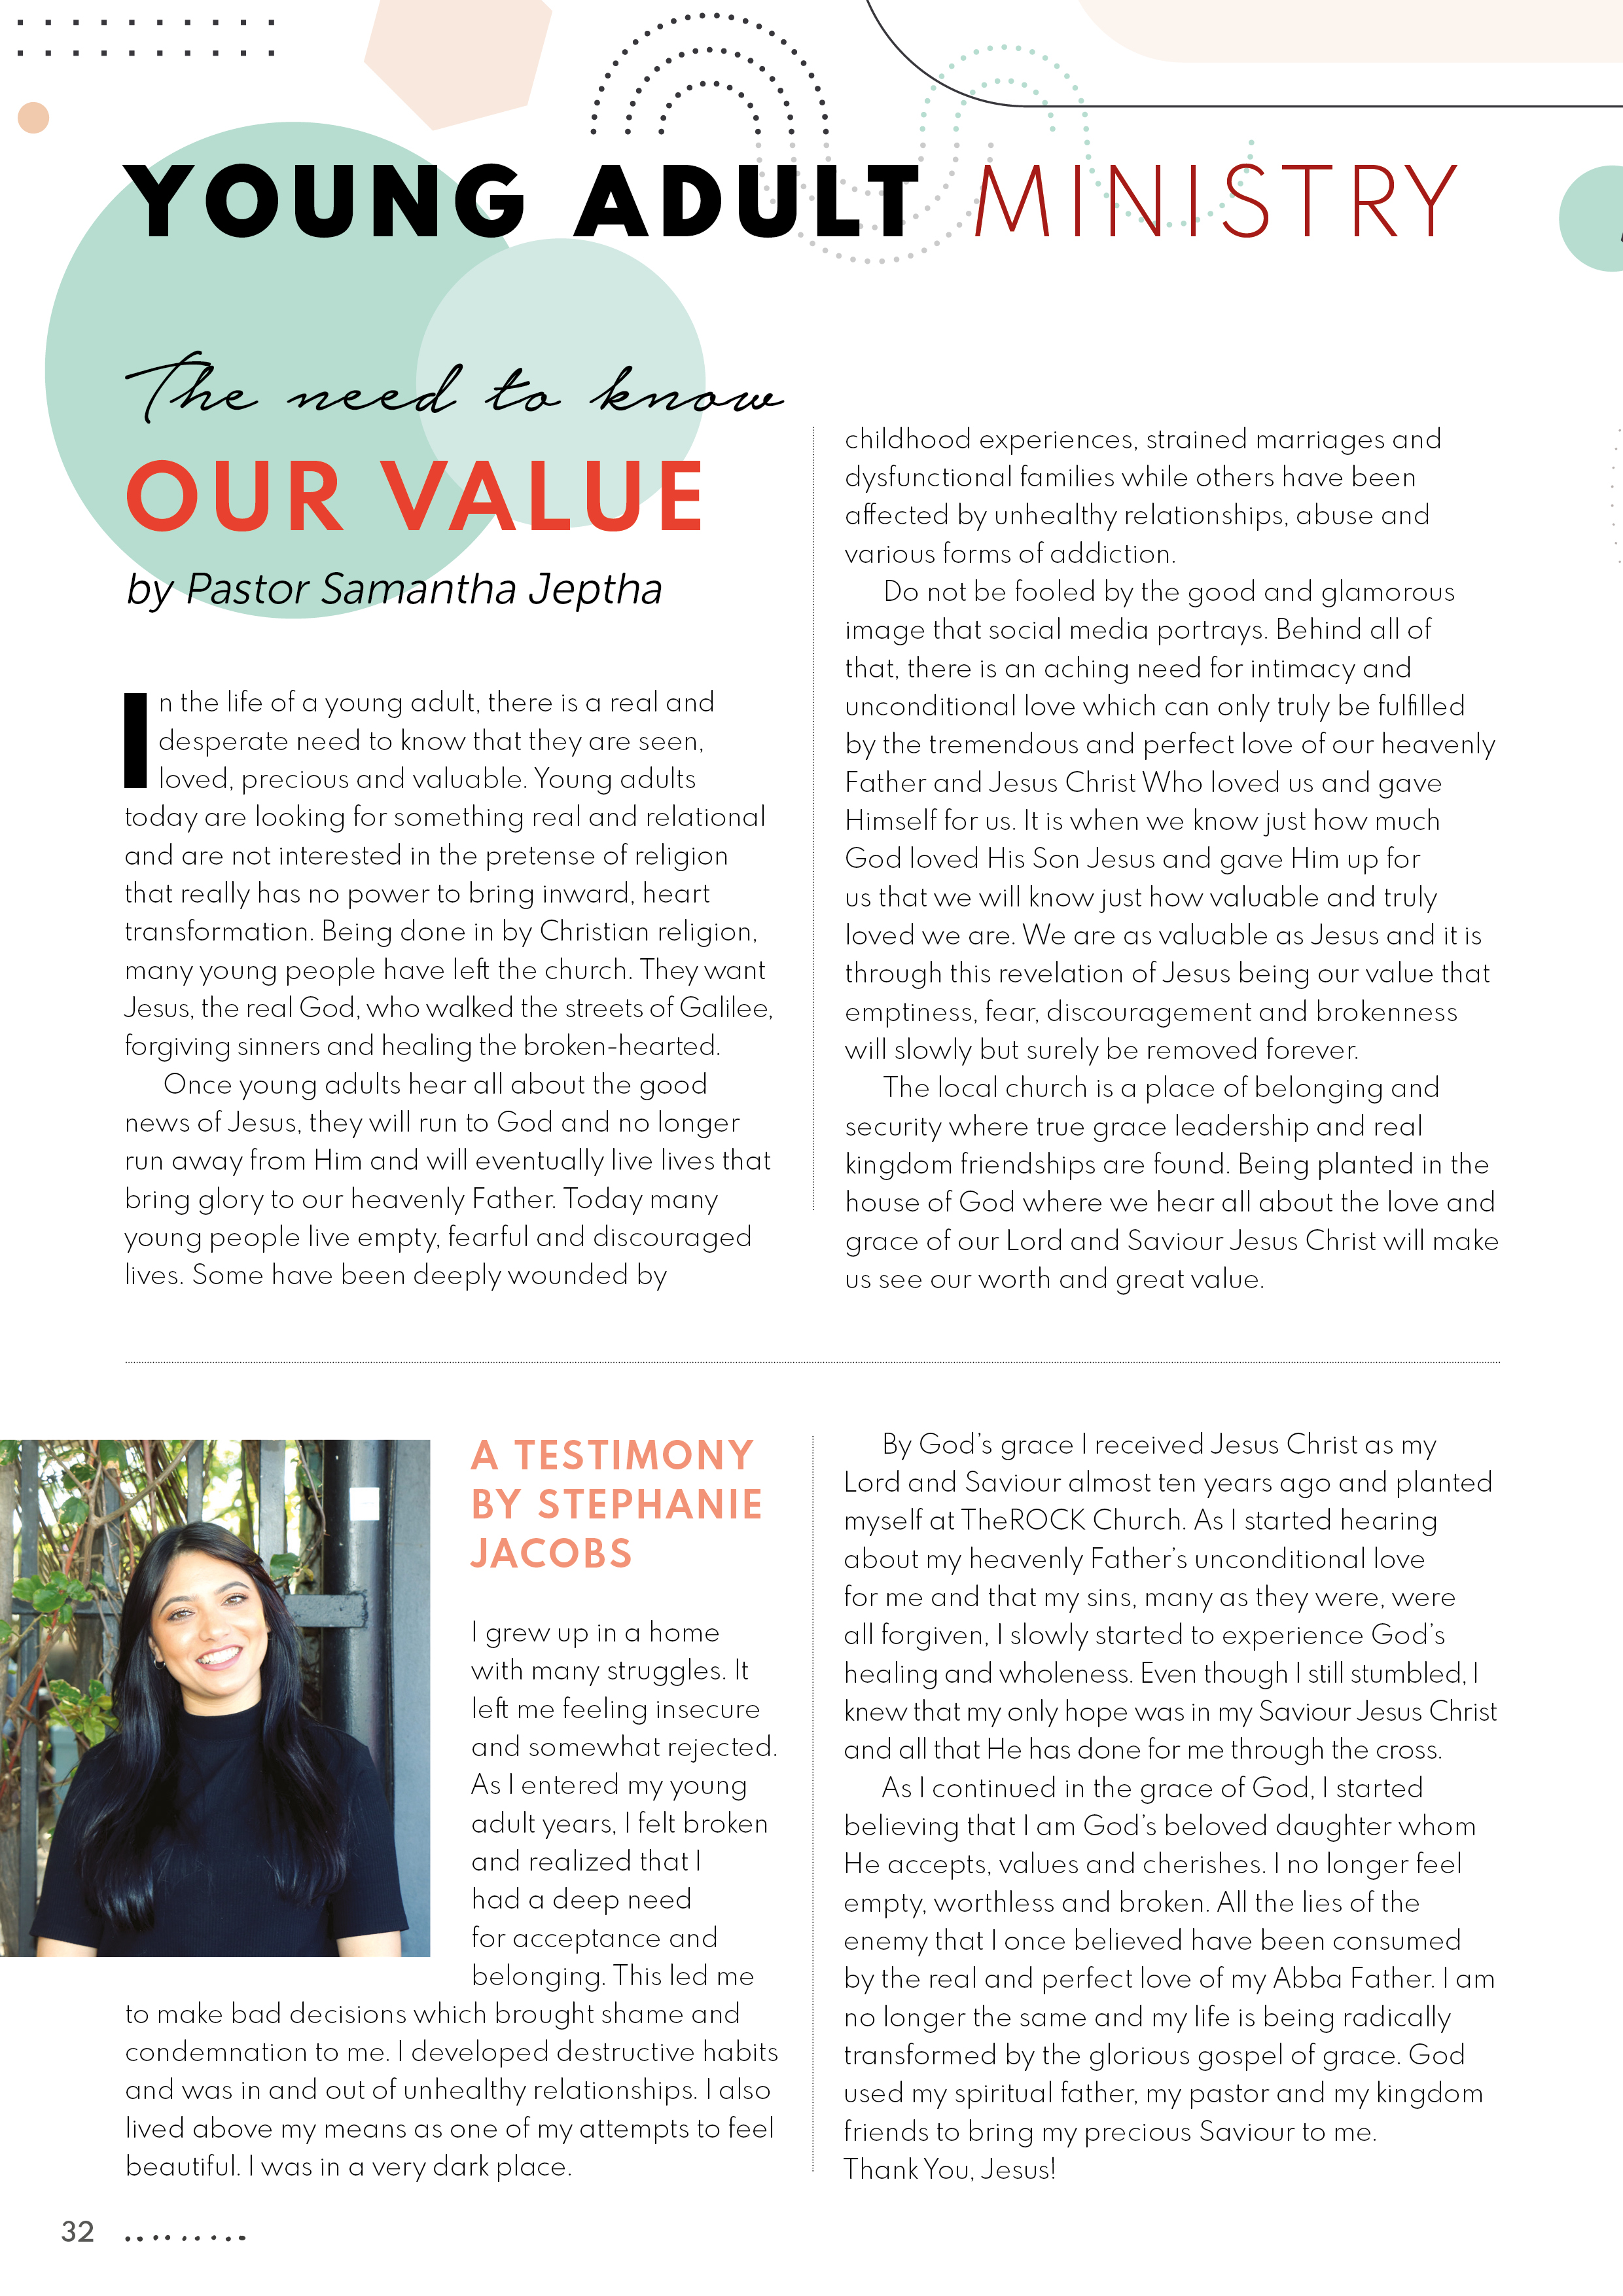 YOUNG ADULT MINISTRY
The need to know
OUR VALUE
by Pastor Samantha Jeptha
In the life of a young adult, there is a real and
desperate need to know that they are seen,
loved, precious and valuable. Young adults
today are looking for something real and relational
and are not interested in the pretense of religion
that really has no power to bring inward, heart
transformation. Being done in by Christian religion,
many young people have left the church. They want
Jesus, the real God, who walked the streets of Galilee,
forgiving sinners and healing the broken-hearted.
Once young adults hear all about the good
news of Jesus, they will run to God and no longer
run away from Him and will eventually live lives that
bring glory to our heavenly Father. Today many
young people live empty, fearful and discouraged
lives. Some have been deeply wounded by
childhood experiences, strained marriages and
dysfunctional families while others have been
affected by unhealthy relationships, abuse and
various forms of addiction.
Do not be fooled by the good and glamorous
image that social media portrays. Behind all of
that, there is an aching need for intimacy and
unconditional love which can only truly be fulfilled
by the tremendous and perfect love of our heavenly
Father and Jesus Christ Who loved us and gave
Himself for us. It is when we know just how much
God loved His Son Jesus and gave Him up for
us that we will know just how valuable and truly
loved we are. We are as valuable as Jesus and it is
through this revelation of Jesus being our value that
emptiness, fear, discouragement and brokenness
will slowly but surely be removed forever.
The local church is a place of belonging and
security where true grace leadership and real
kingdom friendships are found. Being planted in the
house of God where we hear all about the love and
grace of our Lord and Saviour Jesus Christ will make
us see our worth and great value.
A TESTIMONY
BY STEPHANIE
JACOBS
I grew up in a home
with many struggles. It
left me feeling insecure
and somewhat rejected.
As I entered my young
adult years, I felt broken
and realized that I
had a deep need
for acceptance and
belonging. This led me
to make bad decisions which brought shame and
condemnation to me. I developed destructive habits
and was in and out of unhealthy relationships. I also
lived above my means as one of my attempts to feel
beautiful. I was in a very dark place.
By God's grace I received Jesus Christ as my
Lord and Saviour almost ten years ago and planted
myself at TheROCK Church. As I started hearing
about my heavenly Father's unconditional love
for me and that my sins, many as they were, were
all forgiven, I slowly started to experience God's
healing and wholeness. Even though I still stumbled, I
knew that my only hope was in my Saviour Jesus Christ
and all that He has done for me through the cross.
As I continued in the grace of God, I started
believing that I am God's beloved daughter whom
He accepts, values and cherishes. I no longer feel
empty, worthless and broken. All the lies of the
enemy that I once believed have been consumed
by the real and perfect love of my Abba Father. I am
no longer the same and my life is being radically
transformed by the glorious gospel of grace. God
used my spiritual father, my pastor and my kingdom
friends to bring my precious Saviour to me.
Thank You, Jesus!
32